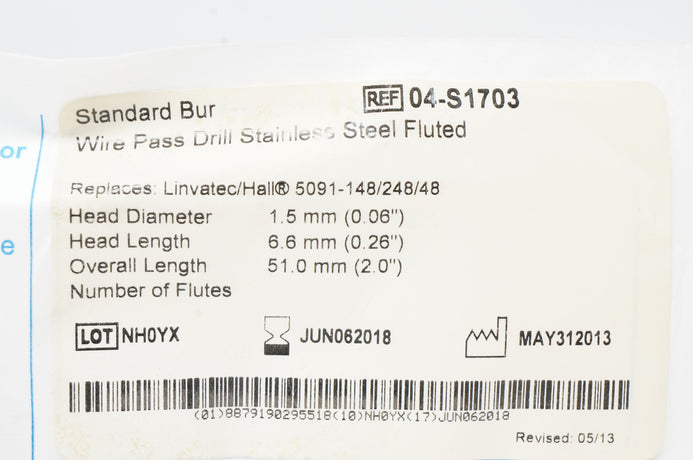 Standard Bur
REF 04-S1703
Wire Pass Drill Stainless Steel Fluted
or
Replaces: Linvatec/Hall® 5091-148/248/48
Head Diameter 1.5 mm (0.06")
Head Length 6.6 mm (0.26")
e
Overall Length 51.0 mm (2.0")
Number of Flutes
LOT NH0YX JUN062018 MAY312013
(01)8879190295518(10)NH0YX(17)JUN062018
Revised: 05/13